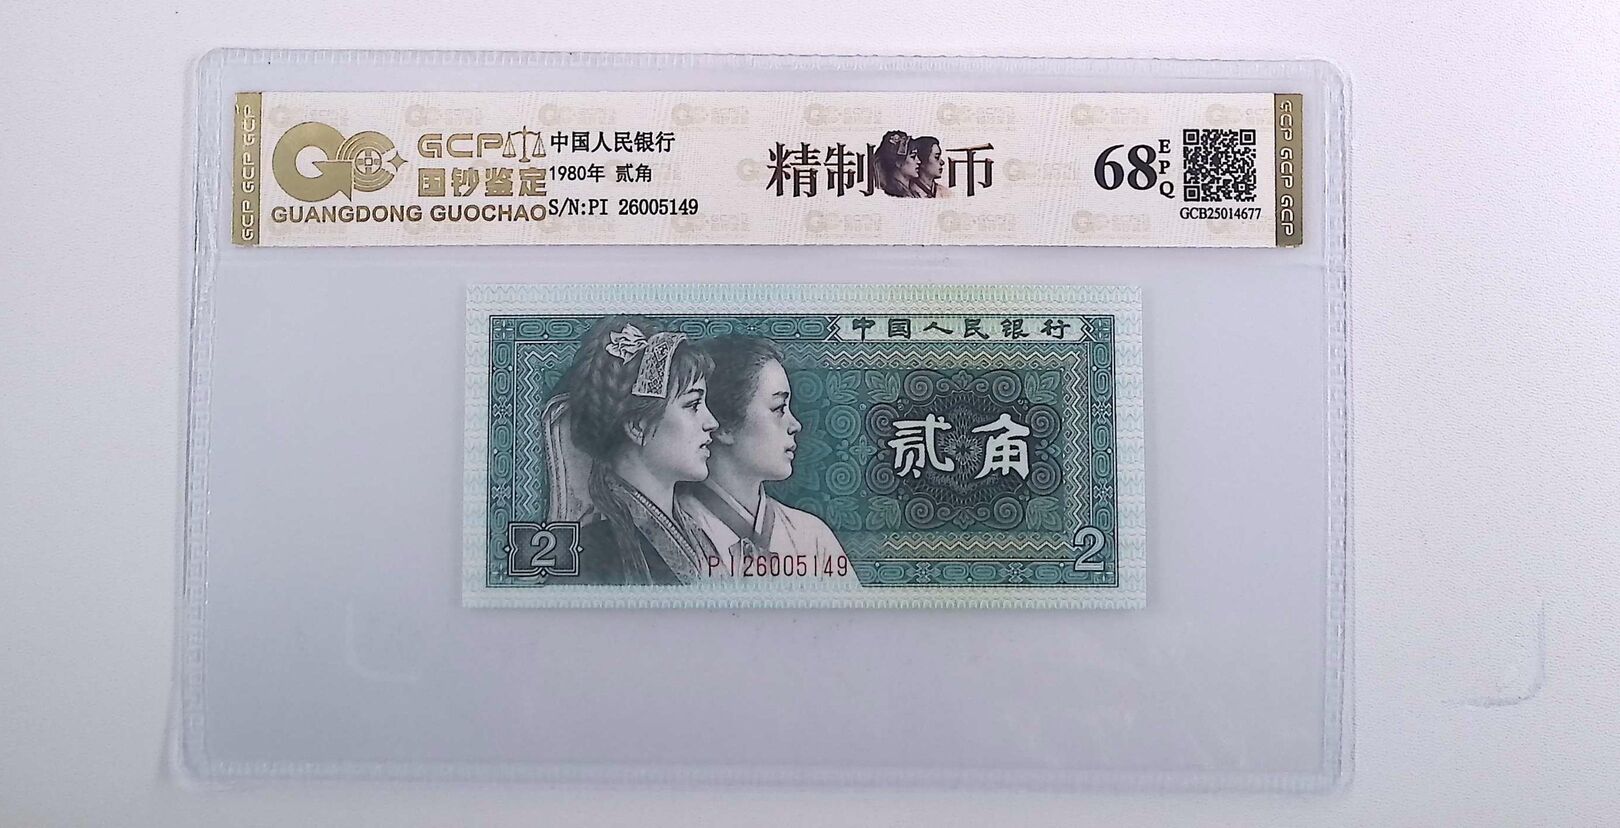 GCP GCP GCP
GCP
国钞鉴定
GUANGDONG GUOCHAO
中国人民银行
1980年 贰角
S/N:PI 26005149
精制 币
68
EPQ
GCB25014677
GCP GCP GCP
中国人民银行
贰角
2
PI26005149
2